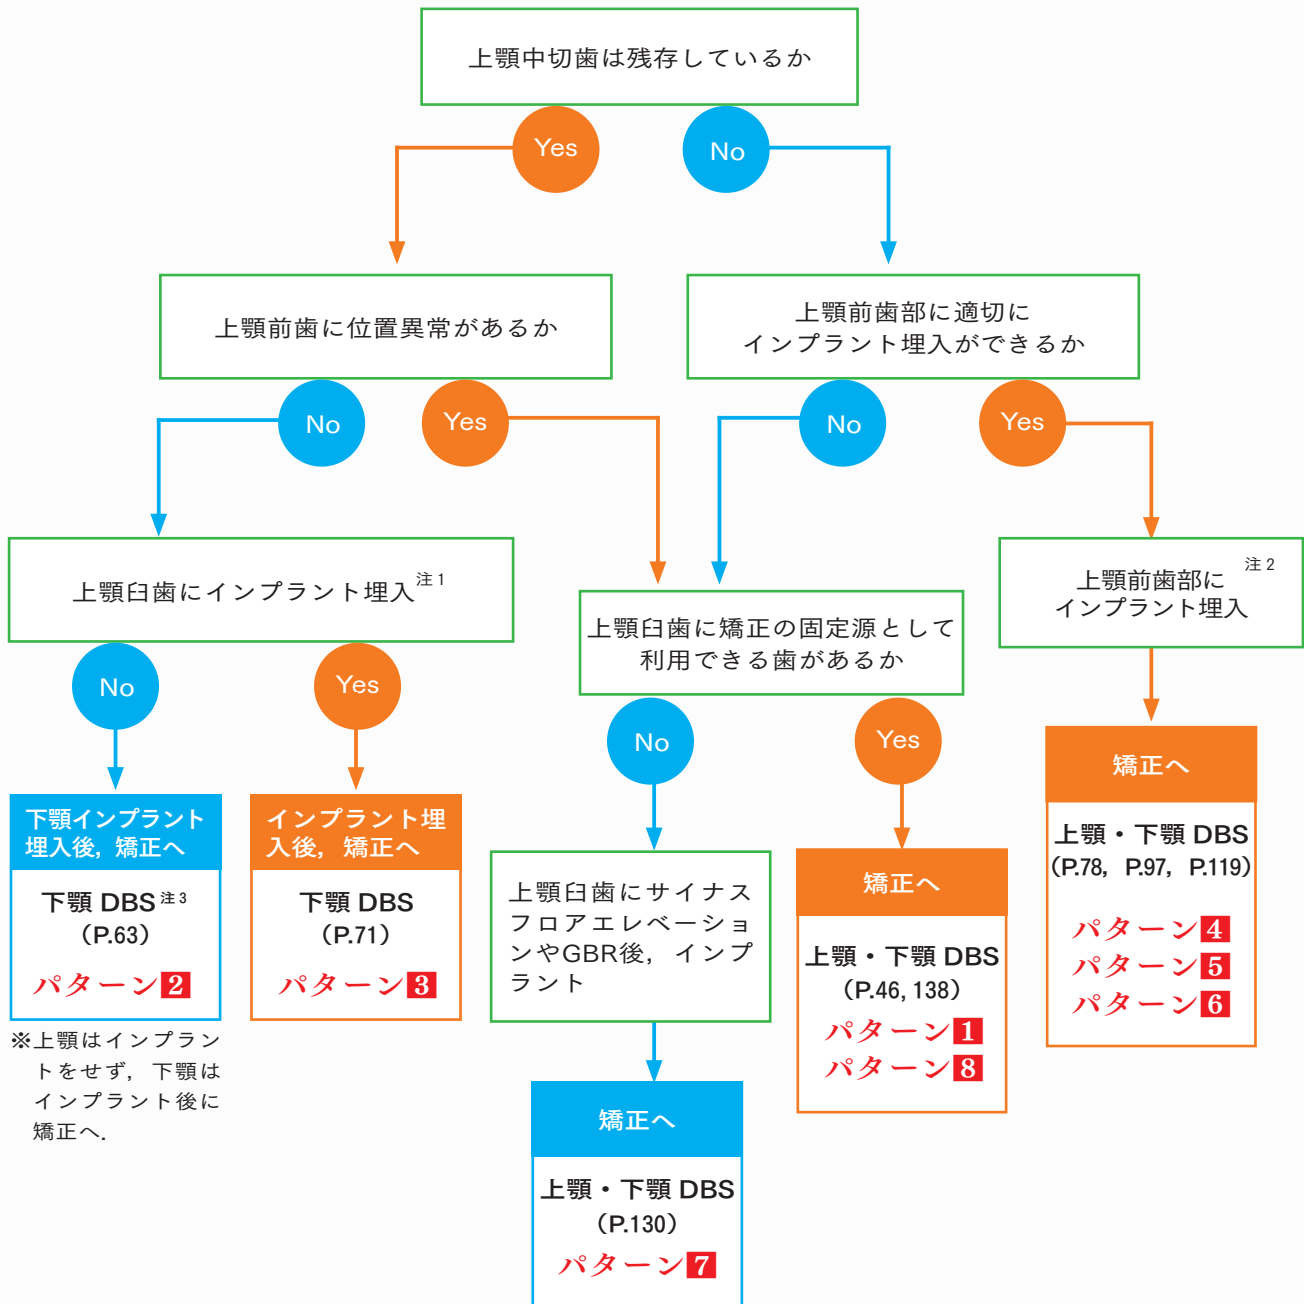 上顎中切歯は残存しているか
Yes
No
上顎前歯に位置異常があるか
上顎前歯部に適切に
インプラント埋入ができるか
No
Yes
No
Yes
上顎臼歯にインプラント埋入注1
上顎臼歯に矯正の固定源として
利用できる歯があるか
上顎前歯部に注2
インプラント埋入
No
Yes
No
Yes
下顎インプラント
埋入後,矯正へ
下顎 DBS注3
(P.63)
パターン2
※上顎はインプラン
トをせず,下顎は
インプラント後に
矯正へ.
インプラント埋
入後,矯正へ
下顎 DBS
(P.71)
パターン3
上顎臼歯にサイナス
フロアエレベーショ
ンやGBR後,インプ
ラント
矯正へ
上顎・下顎 DBS
(P.130)
パターン7
矯正へ
上顎・下顎 DBS
(P.46, 138)
パターン1
パターン8
矯正へ
上顎・下顎 DBS
(P.78, P.97, P.119)
パターン4
パターン5
パターン6